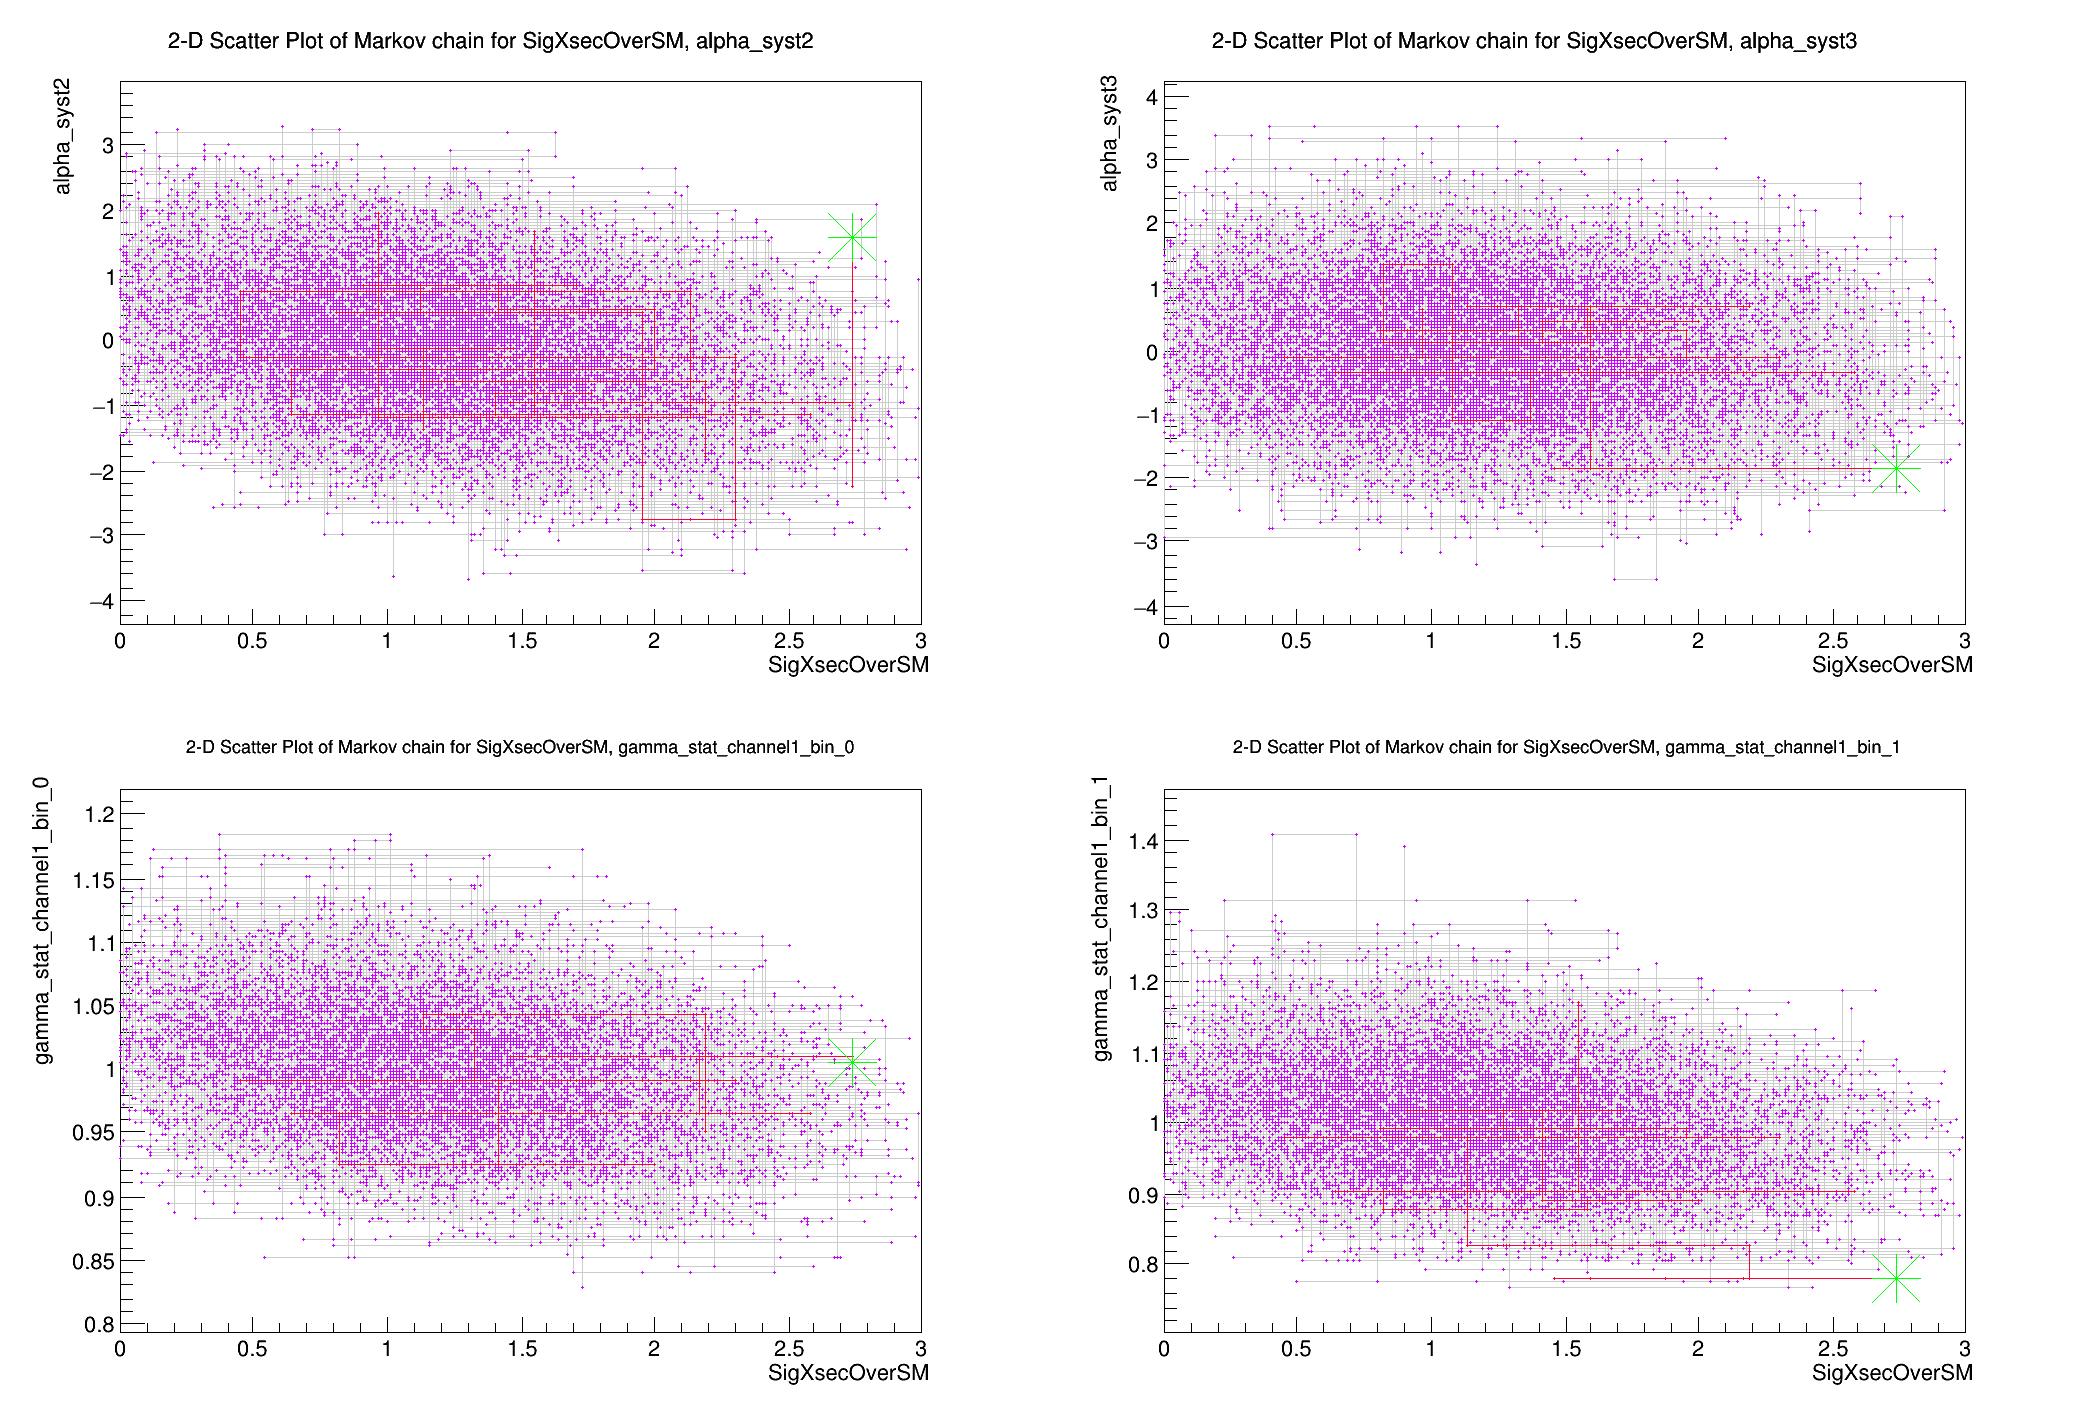 2-D Scatter Plot of Markov chain for SigXsecOverSM, alpha_syst2
alpha_syst2
3
2
1
0
−1
−2
−3
−4
0 0.5 1 1.5 2 2.5 3
SigXsecOverSM
2-D Scatter Plot of Markov chain for SigXsecOverSM, alpha_syst3
alpha_syst3
4
3
2
1
0
−1
−2
−3
−4
0 0.5 1 1.5 2 2.5 3
SigXsecOverSM
2-D Scatter Plot of Markov chain for SigXsecOverSM, gamma_stat_channel1_bin_0
gamma_stat_channel1_bin_0
1.2
1.15
1.1
1.05
1
0.95
0.9
0.85
0.8
0 0.5 1 1.5 2 2.5 3
SigXsecOverSM
2-D Scatter Plot of Markov chain for SigXsecOverSM, gamma_stat_channel1_bin_1
gamma_stat_channel1_bin_1
1.4
1.3
1.2
1.1
1
0.9
0.8
0 0.5 1 1.5 2 2.5 3
SigXsecOverSM